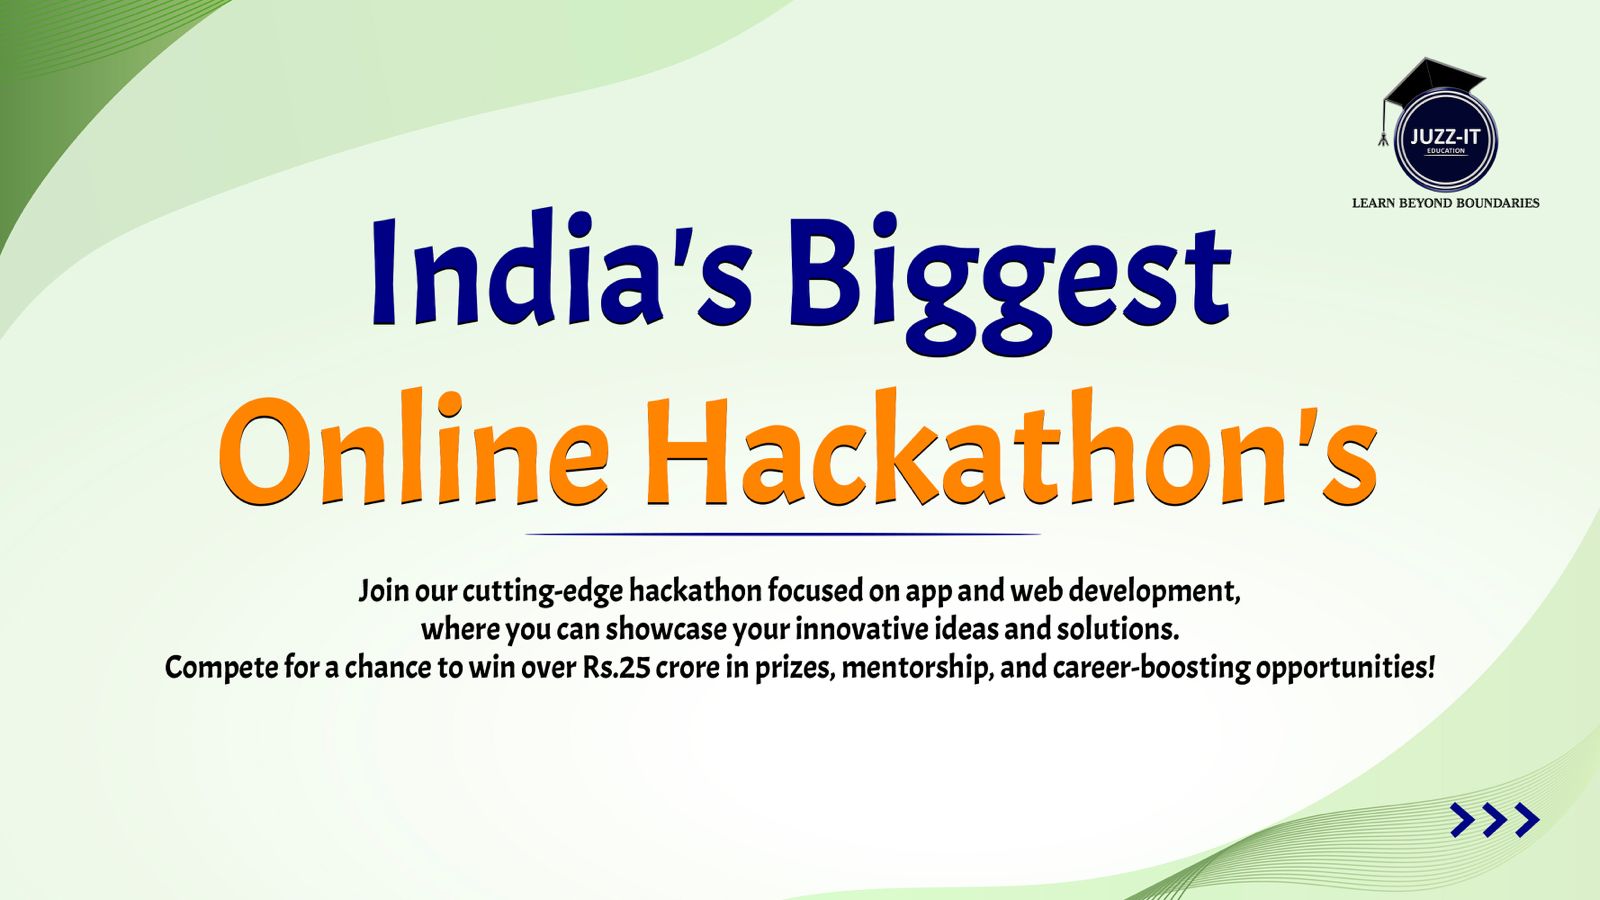 JUZZ-IT
EDUCATION
LEARN BEYOND BOUNDARIES
India's Biggest
Online Hackathon's
Join our cutting-edge hackathon focused on app and web development,
where you can showcase your innovative ideas and solutions.
Compete for a chance to win over Rs.25 crore in prizes, mentorship, and career-boosting opportunities!